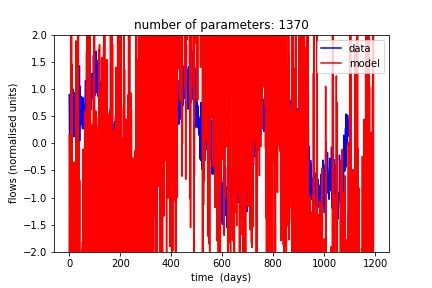 number of parameters: 1370
data
model
2.0
1.5
1.0
0.5
0.0
−0.5
−1.0
−1.5
−2.0
flows (normalised units)
0 200 400 600 800 1000 1200
time  (days)